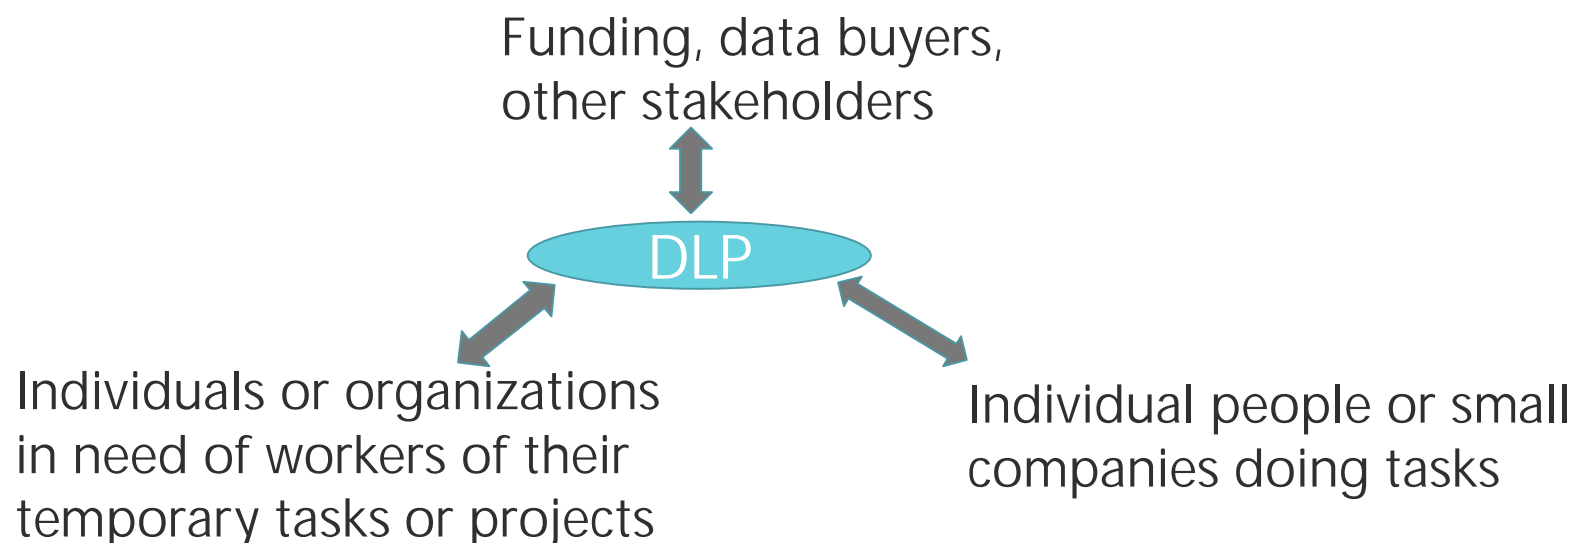 Funding, data buyers,
other stakeholders
DLP
Individuals or organizations
in need of workers of their
temporary tasks or projects
Individual people or small
companies doing tasks